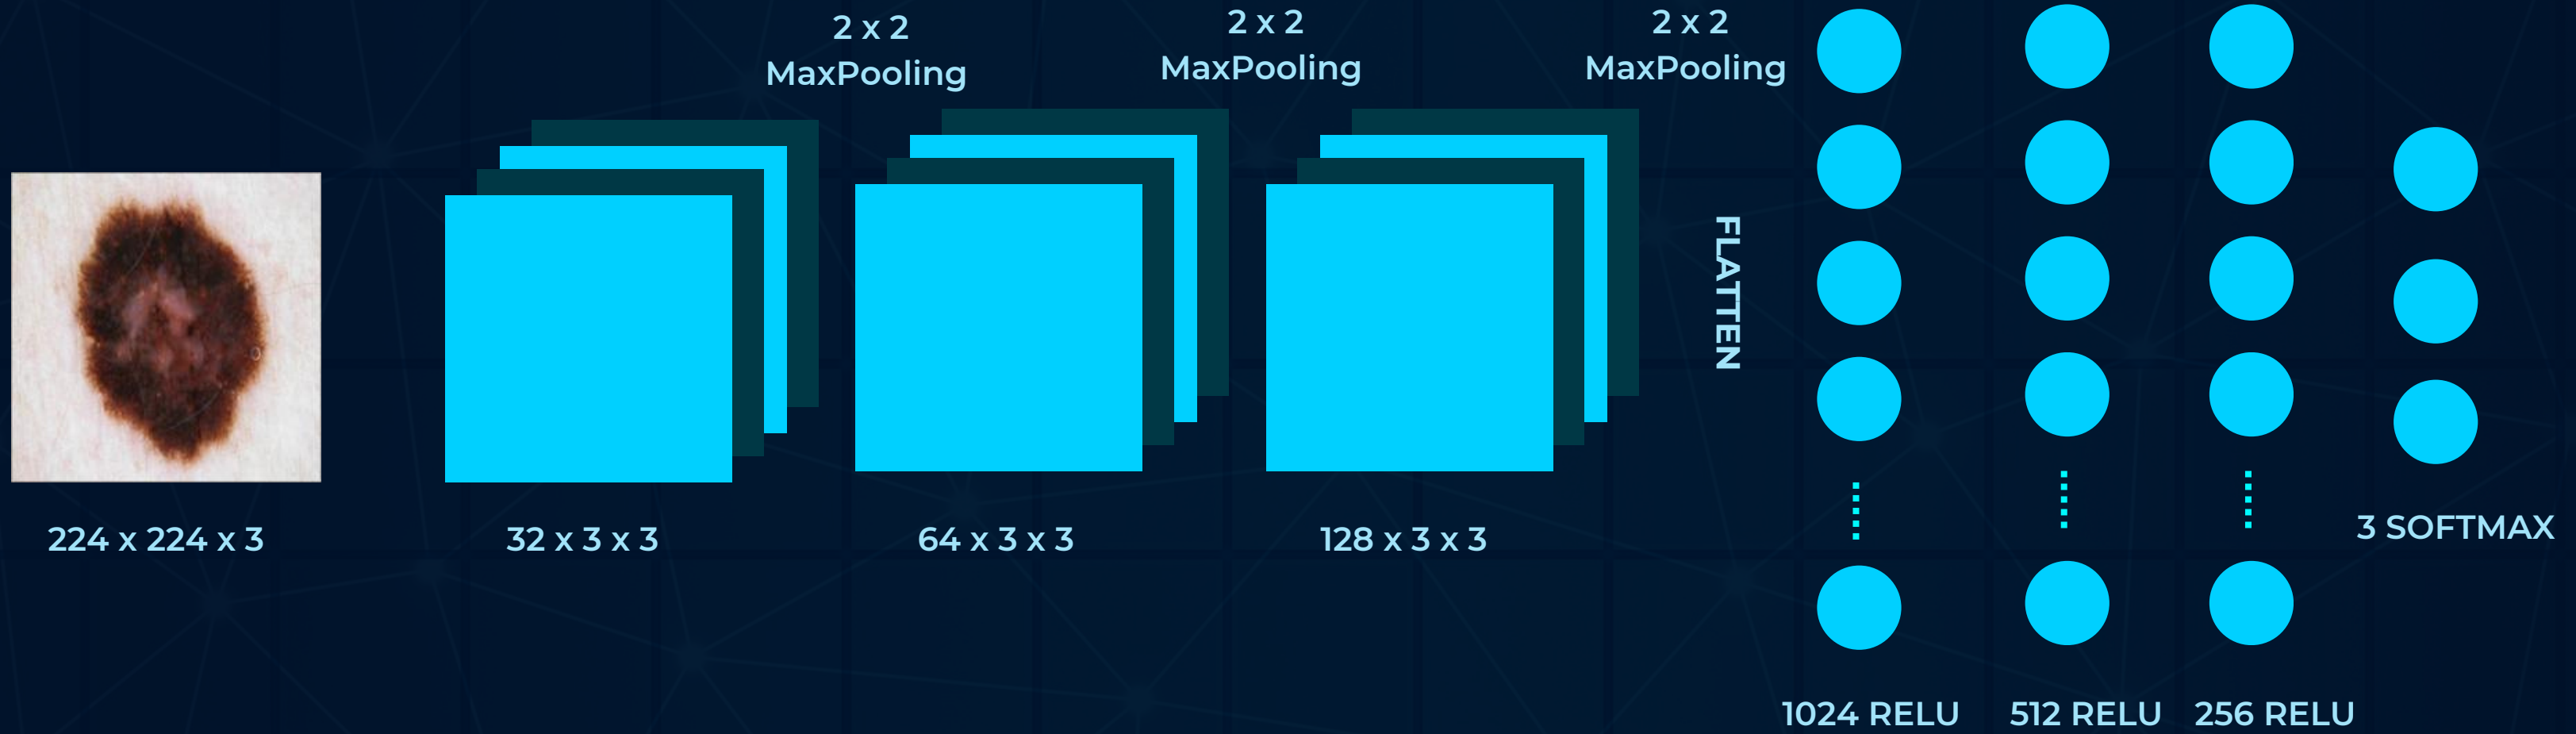 2 x 2
MaxPooling
2 x 2
MaxPooling
2 x 2
MaxPooling
FLATTEN
224 x 224 x 3
32 x 3 x 3
64 x 3 x 3
128 x 3 x 3
3 SOFTMAX
1024 RELU
512 RELU
256 RELU